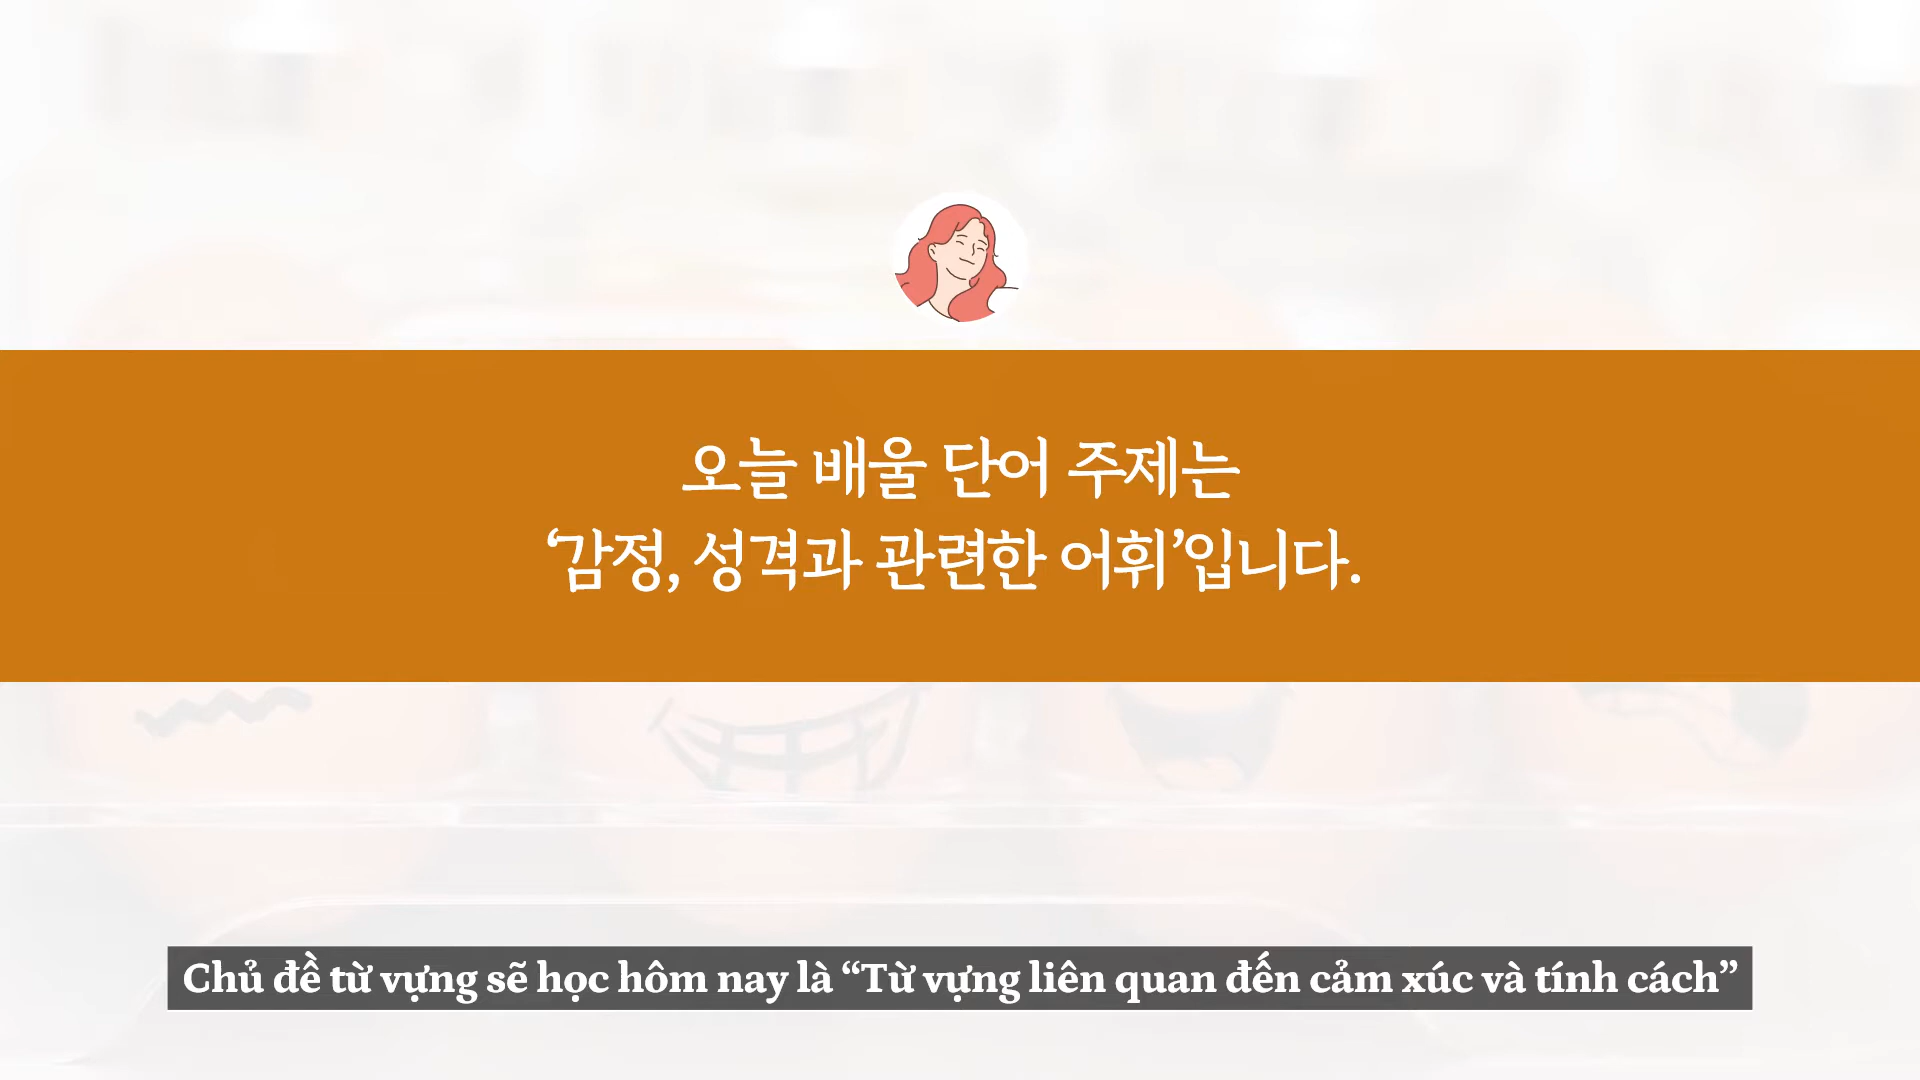 오늘 배울 단어 주제는
‘감정, 성격과 관련한 어휘’입니다.
Chủ đề từ vựng sẽ học hôm nay là “Từ vựng liên quan đến cảm xúc và tính cách”